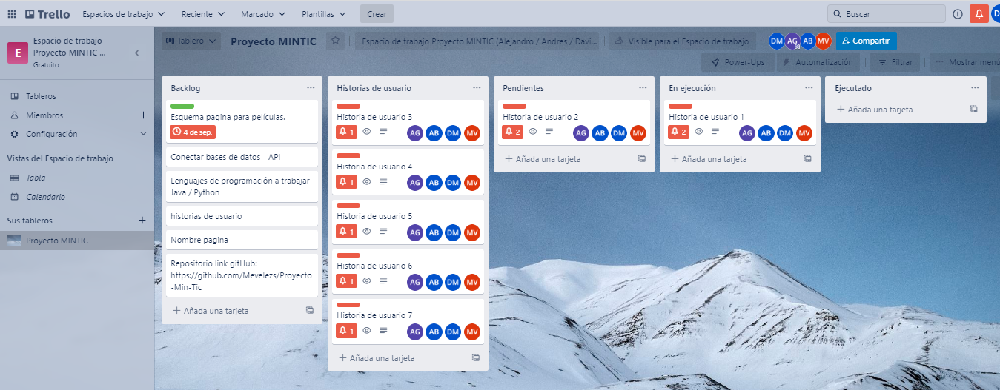 Trello Espacios de trabajo Reciente Marcado Plantillas Crear Buscar
E
Espacio de trabajo
Proyecto MINTIC ...
Gratuito
Tableros
Miembros
Configuración
Vistas del Espacio de trabajo
Tabla
Calendario
Sus tableros
Proyecto MINTIC
Tablero Proyecto MINTIC Espacio de trabajo Proyecto MINTIC (Alejandro / Andres / Davi... Visible para el Espacio de trabajo DM AG AB MV Compartir
Power-Ups Automatización Filtrar Mostrar menú
Backlog
Esquema pagina para películas.
4 de sep.
Conectar bases de datos - API
Lenguajes de programación a trabajar
Java / Python
historias de usuario
Nombre pagina
Repositorio link gitHub:
https://github.com/Mevelezs/Proyecto
-Min-Tic
Añada una tarjeta
Historias de usuario
Historia de usuario 3
1 AG AB DM MV
Historia de usuario 4
1 AG AB DM MV
Historia de usuario 5
1 AG AB DM MV
Historia de usuario 6
1 AG AB DM MV
Historia de usuario 7
1 AG AB DM MV
Añada una tarjeta
Pendientes
Historia de usuario 2
2 AG AB DM MV
Añada una tarjeta
En ejecución
Historia de usuario 1
2 AG AB DM MV
Añada una tarjeta
Ejecutado
Añada una tarjeta